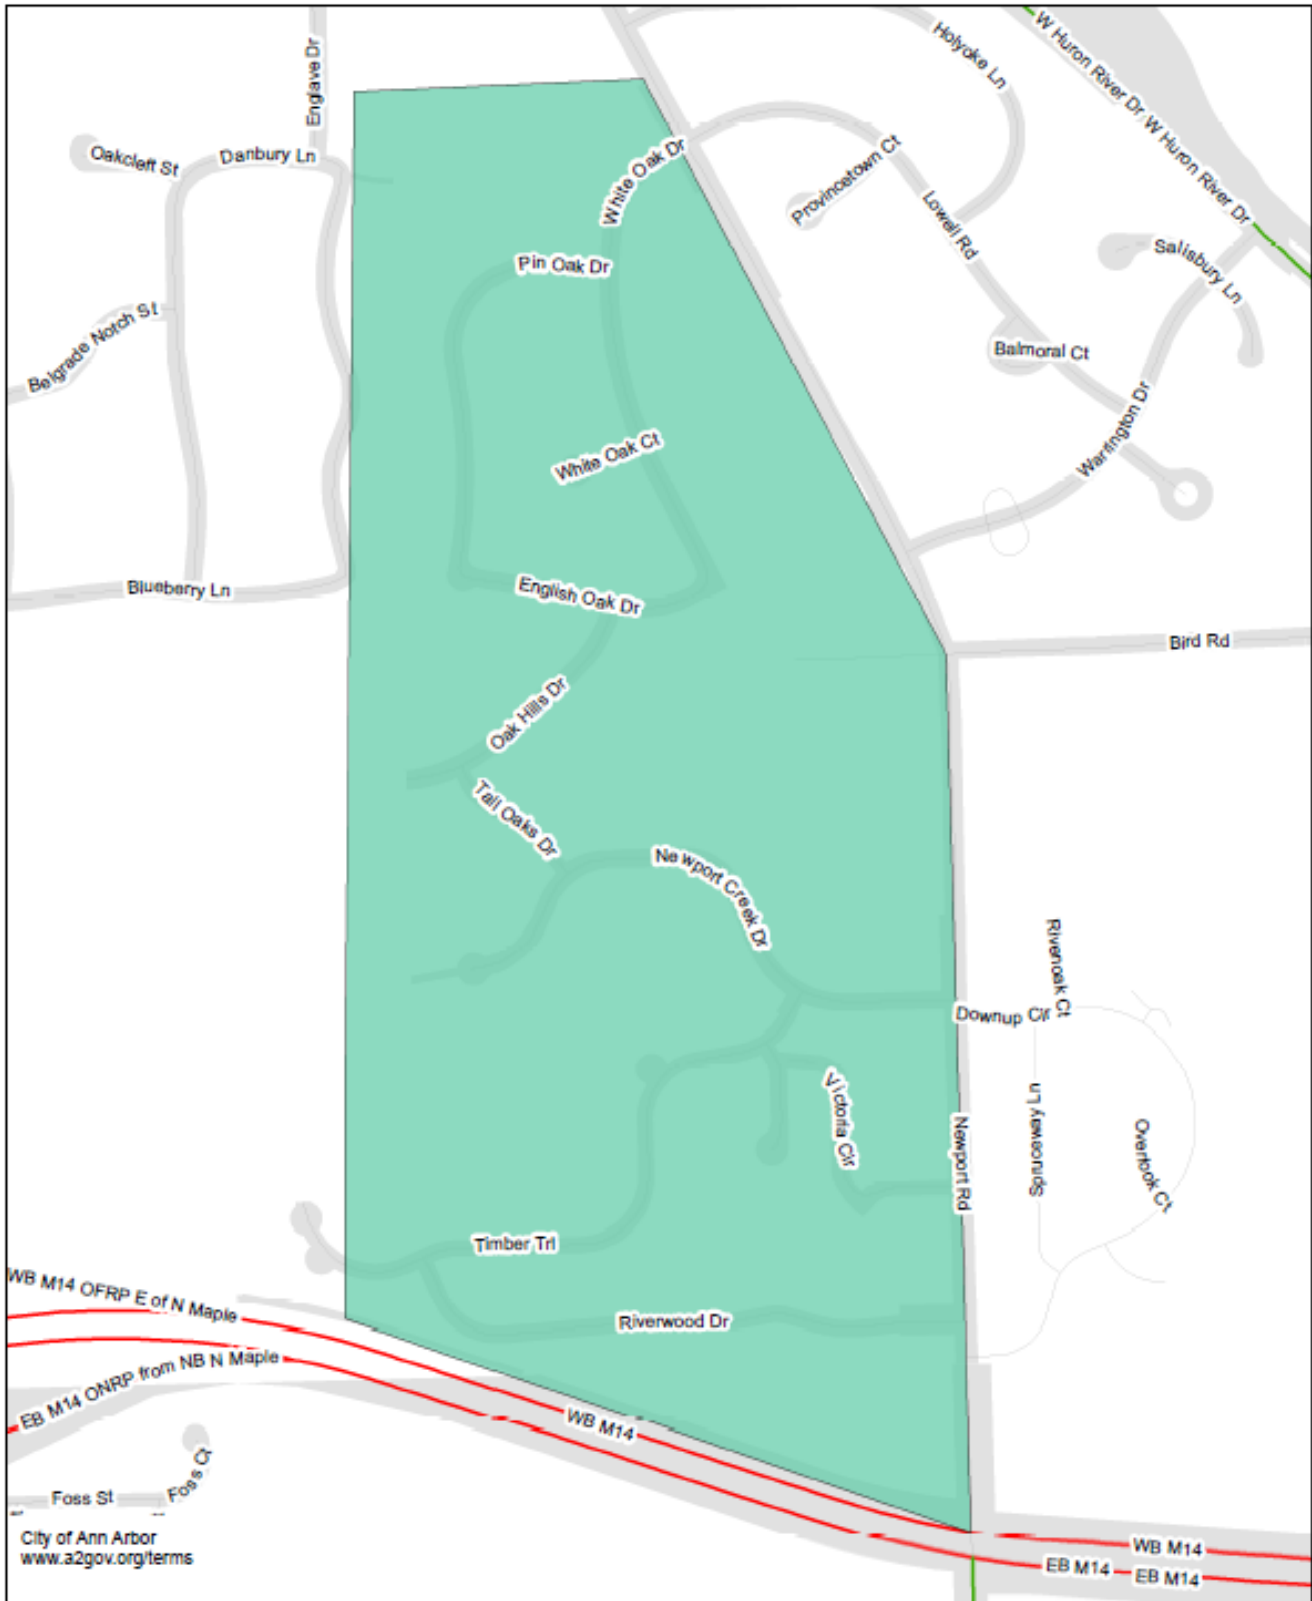 Holyoke Ln
W Huron River Dr
W Huron River Dr
Englave Dr
Oakcleft St
Danbury Ln
White Oak Dr
Provincetown Ct
Lowell Rd
Salisbury Ln
Pin Oak Dr
Belgrade Notch St
Balmoral Ct
Warrington Dr
White Oak Ct
Blueberry Ln
English Oak Dr
Bird Rd
Oak Hills Dr
Tall Oaks Dr
Newport Creek Dr
Riveroak Ct
Downup Cir
Victoria Cir
Spruceway Ln
Overlook Ct
Newport Rd
Timber Trl
WB M14 OFRP E of N Maple
Riverwood Dr
EB M14 ONRP from NB N Maple
WB M14
Foss Ct
Foss St
City of Ann Arbor
www.a2gov.org/terms
WB M14
EB M14
EB M14